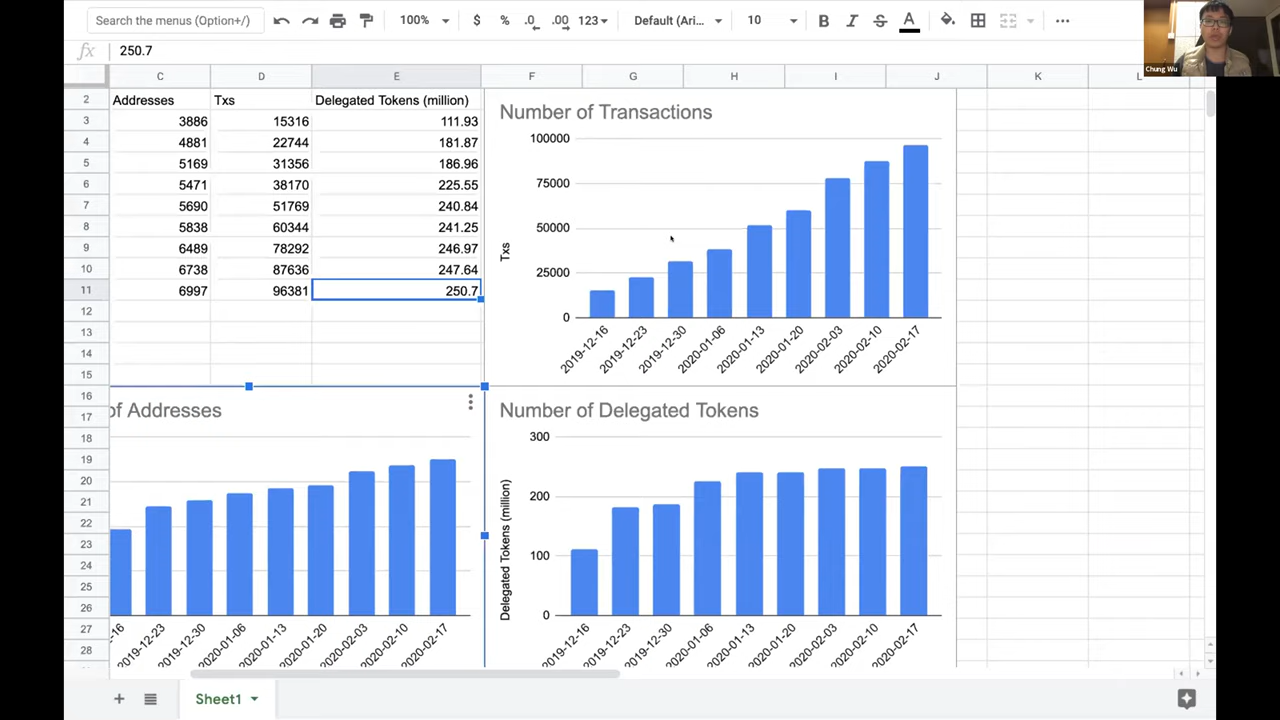 Search the menus (Option+/)
100%
$ % .0 .00 123
Default (Ari...
10
B I S A
Chung Wu
fx 250.7
C D E F G H I J K L
2 Addresses Txs Delegated Tokens (million)
3 3886 15316 111.93
4 4881 22744 181.87
5 5169 31356 186.96
6 5471 38170 225.55
7 5690 51769 240.84
8 5838 60344 241.25
9 6489 78292 246.97
10 6738 87636 247.64
11 6997 96381 250.7
12
13
14
15
16
17
18
19
20
21
22
23
24
25
26
27
28
Number of Transactions
Txs
100000
75000
50000
25000
0
2019-12-16 2019-12-23 2019-12-30 2020-01-06 2020-01-13 2020-01-20 2020-02-03 2020-02-10 2020-02-17
of Addresses
-16 2019-12-23 2019-12-30 2020-01-06 2020-01-13 2020-01-20 2020-02-03 2020-02-10 2020-02-17
Number of Delegated Tokens
Delegated Tokens (million)
300
200
100
0
2019-12-16 2019-12-23 2019-12-30 2020-01-06 2020-01-13 2020-01-20 2020-02-03 2020-02-10 2020-02-17
+ Sheet1